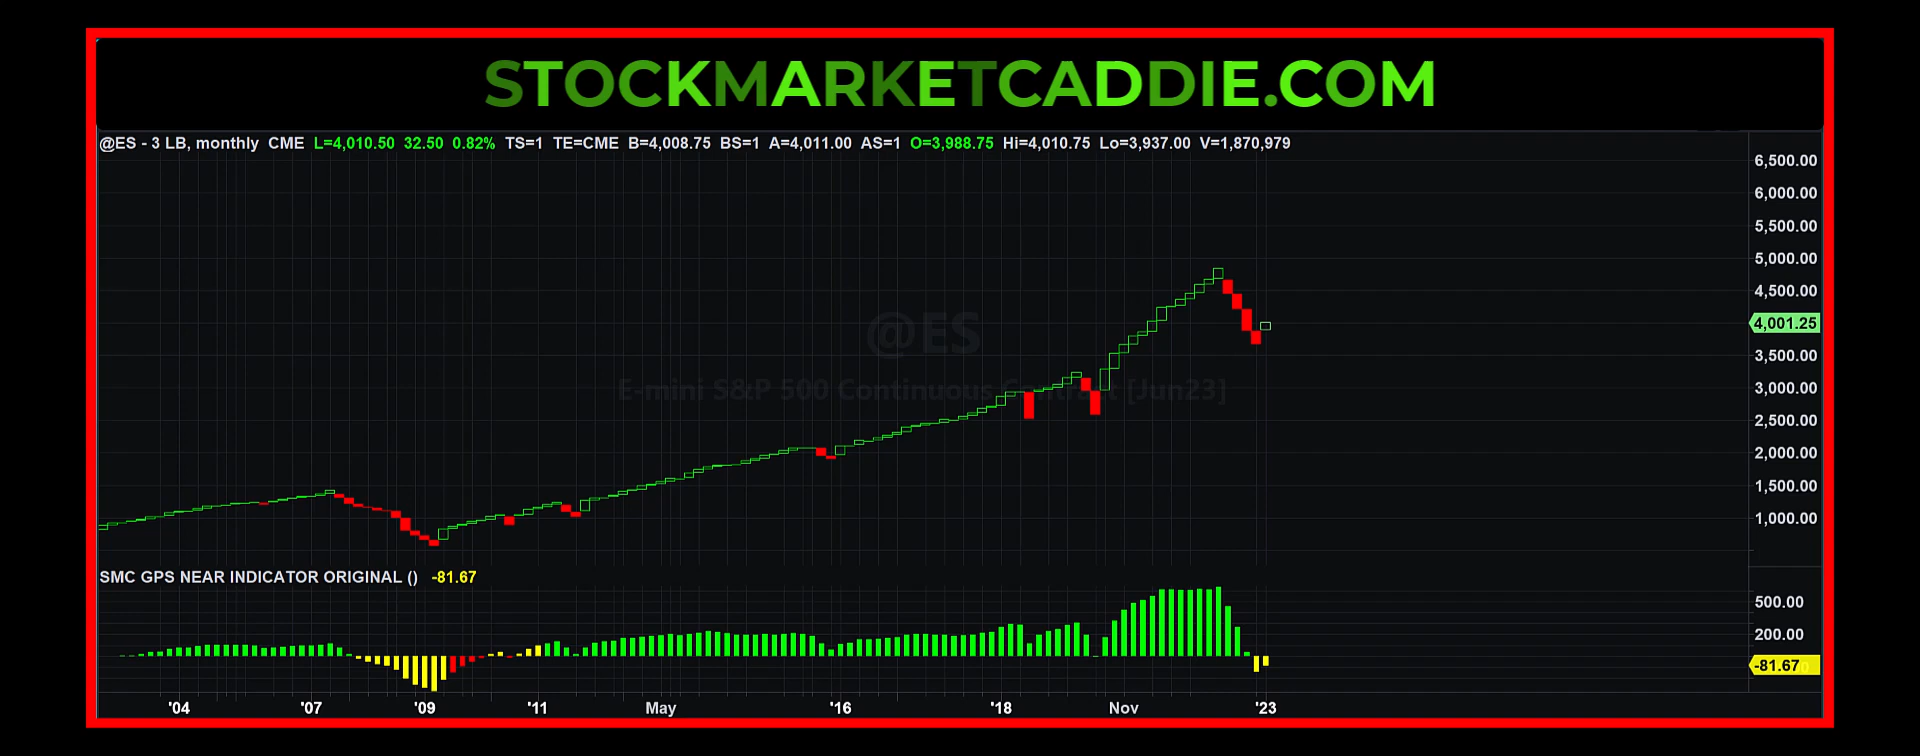 STOCKMARKETCADDIE.COM
@ES - 3 LB, monthly CME L=4,010.50 32.50 0.82% TS=1 TE=CME B=4,008.75 BS=1 A=4,011.00 AS=1 O=3,988.75 Hi=4,010.75 Lo=3,937.00 V=1,870,979
6,500.00
6,000.00
5,500.00
5,000.00
4,500.00
@ES
4,001.25
3,500.00
E-mini S&P 500 Continuous Contract [Jun23]
3,000.00
2,500.00
2,000.00
1,500.00
1,000.00
SMC GPS NEAR INDICATOR ORIGINAL () -81.67
500.00
200.00
-81.67
'04 '07 '09 '11 May '16 '18 Nov '23